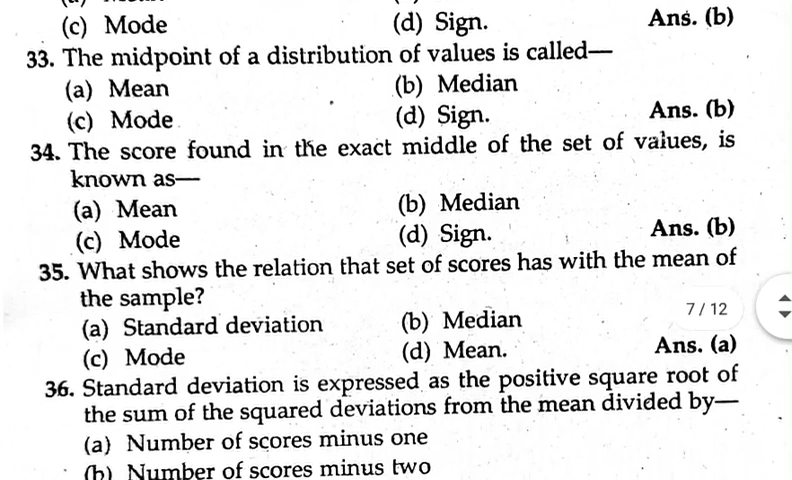 (c) Mode (d) Sign. Ans. (b)
33. The midpoint of a distribution of values is called—
(a) Mean (b) Median
(c) Mode (d) Sign. Ans. (b)
34. The score found in the exact middle of the set of values, is
known as—
(a) Mean (b) Median
(c) Mode (d) Sign. Ans. (b)
35. What shows the relation that set of scores has with the mean of
the sample?
7 / 12
(a) Standard deviation (b) Median
(c) Mode (d) Mean. Ans. (a)
36. Standard deviation is expressed as the positive square root of
the sum of the squared deviations from the mean divided by—
(a) Number of scores minus one
(b) Number of scores minus two